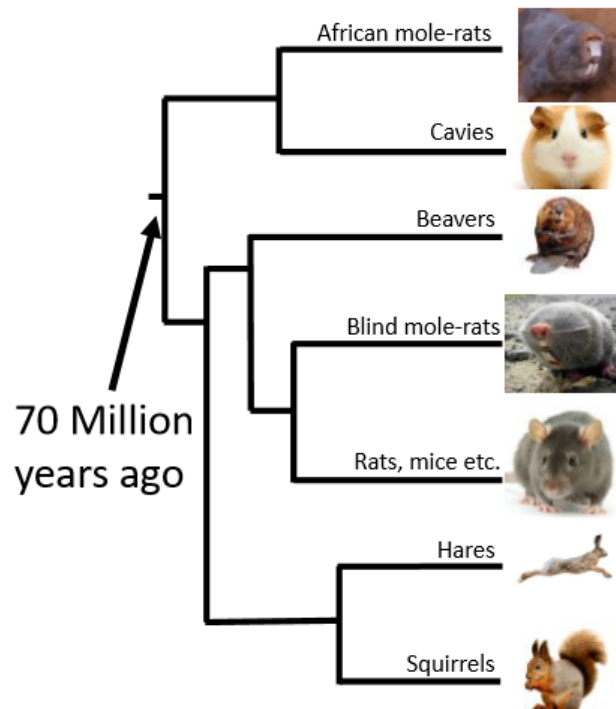 African mole-rats
Cavies
Beavers
Blind mole-rats
70 Million
years ago
Rats, mice etc.
Hares
Squirrels